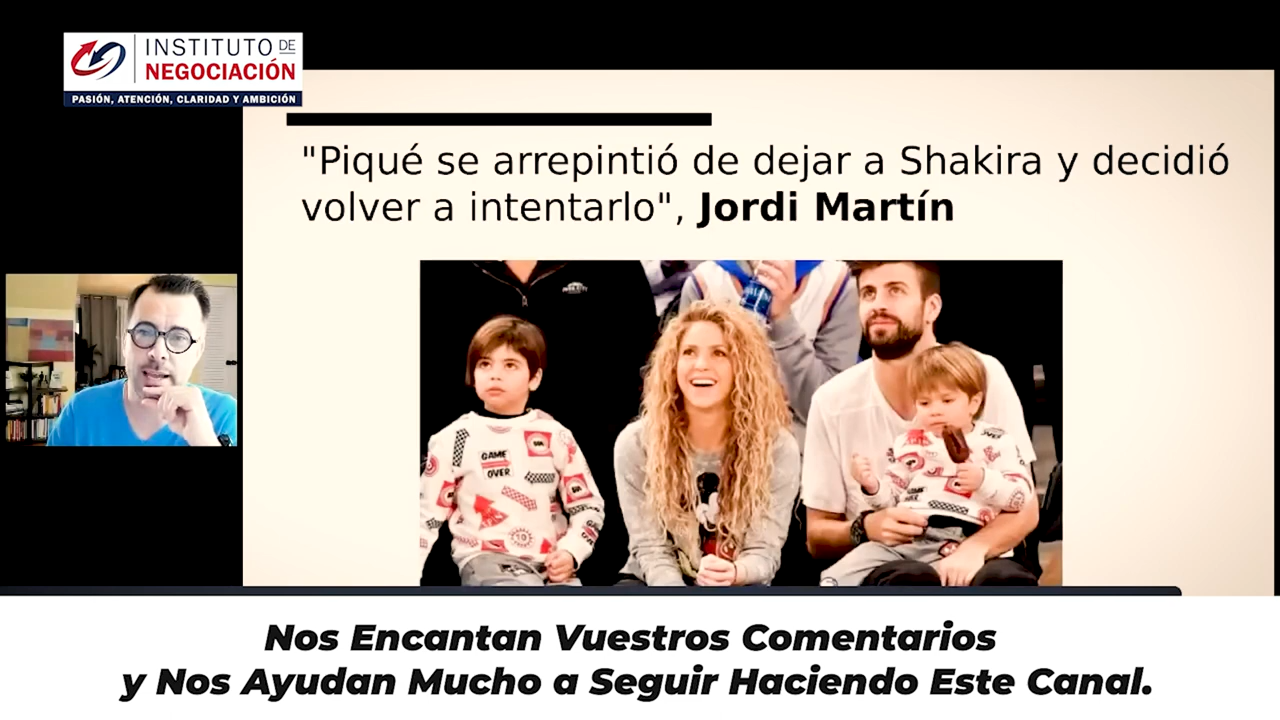 INSTITUTO DE
NEGOCIACIÓN
PASIÓN, ATENCIÓN, CLARIDAD Y AMBICIÓN
"Piqué se arrepintió de dejar a Shakira y decidió
volver a intentarlo", Jordi Martín
GAME
OVER
10
Nos Encantan Vuestros Comentarios
y Nos Ayudan Mucho a Seguir Haciendo Este Canal.